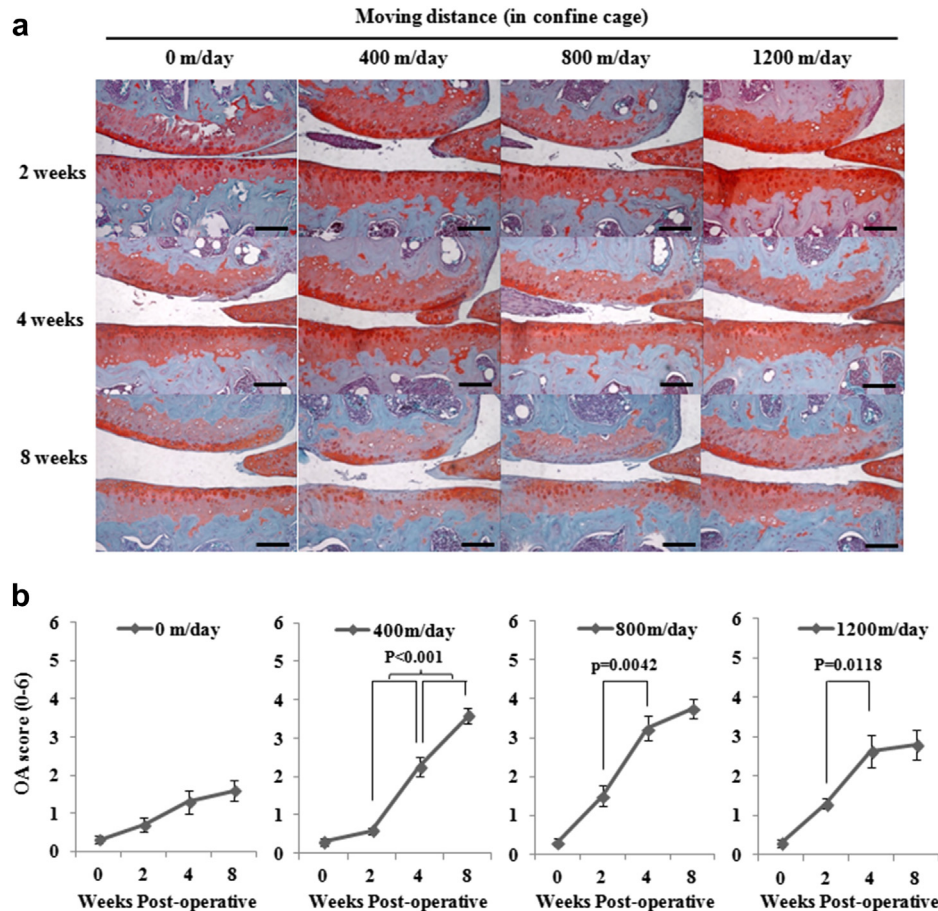 a
Moving distance (in confine cage)
0 m/day 400 m/day 800 m/day 1200 m/day
2 weeks
4 weeks
8 weeks
b
0 m/day
6
5
4
3
2
1
0
0 2 4 8
Weeks Post-operative
OA score (0-6)
400m/day
P<0.001
6
5
4
3
2
1
0
0 2 4 8
Weeks Post-operative
800m/day
p=0.0042
6
5
4
3
2
1
0
0 2 4 8
Weeks Post-operative
1200m/day
P=0.0118
6
5
4
3
2
1
0
0 2 4 8
Weeks Post-operative